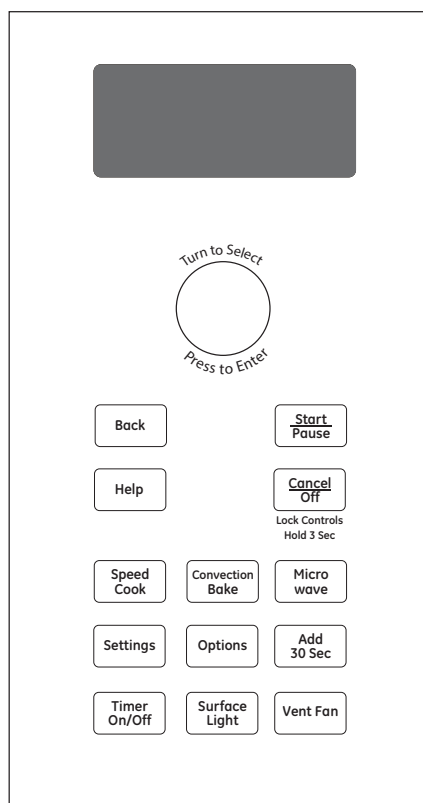 Turn to Select
Press to Enter
Back
Start
Pause
Help
Cancel
Off
Lock Controls
Hold 3 Sec
Speed
Cook
Convection
Bake
Micro
wave
Settings
Options
Add
30 Sec
Timer
On/Off
Surface
Light
Vent Fan